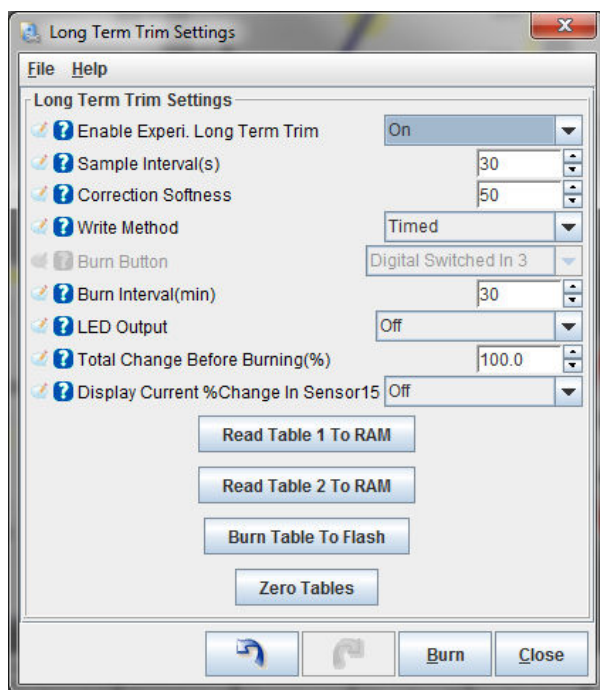 Long Term Trim Settings
File Help
Long Term Trim Settings
Enable Experi. Long Term Trim On
Sample Interval(s) 30
Correction Softness 50
Write Method Timed
Burn Button Digital Switched In 3
Burn Interval(min) 30
LED Output Off
Total Change Before Burning(%) 100.0
Display Current %Change In Sensor15 Off
Read Table 1 To RAM
Read Table 2 To RAM
Burn Table To Flash
Zero Tables
Burn Close